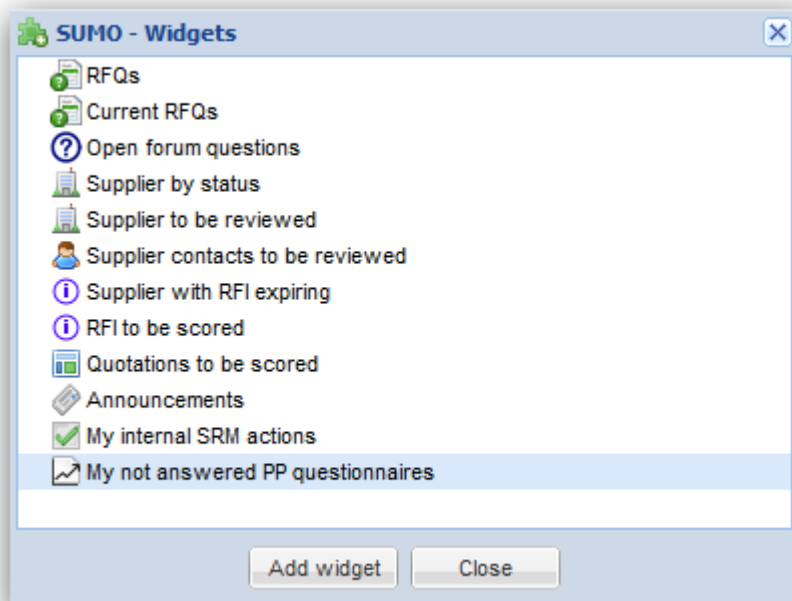 SUMO - Widgets
RFQs
Current RFQs
Open forum questions
Supplier by status
Supplier to be reviewed
Supplier contacts to be reviewed
Supplier with RFI expiring
RFI to be scored
Quotations to be scored
Announcements
My internal SRM actions
My not answered PP questionnaires
Add widget Close